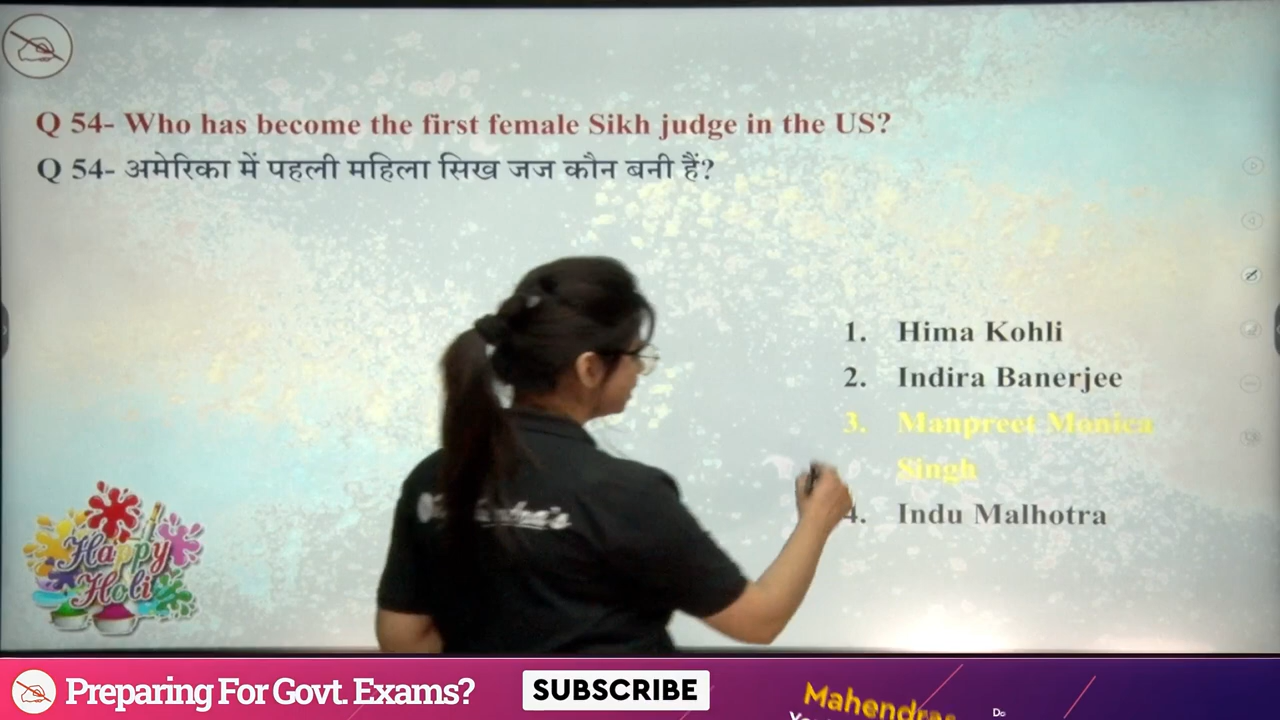 Q 54- Who has become the first female Sikh judge in the US?
Q 54- अमेरिका में पहली महिला सिख जज कौन बनी हैं?
1. Hima Kohli
2. Indira Banerjee
3. Manpreet Monica
Singh
4. Indu Malhotra
Happy
Holi
Preparing For Govt. Exams?
SUBSCRIBE